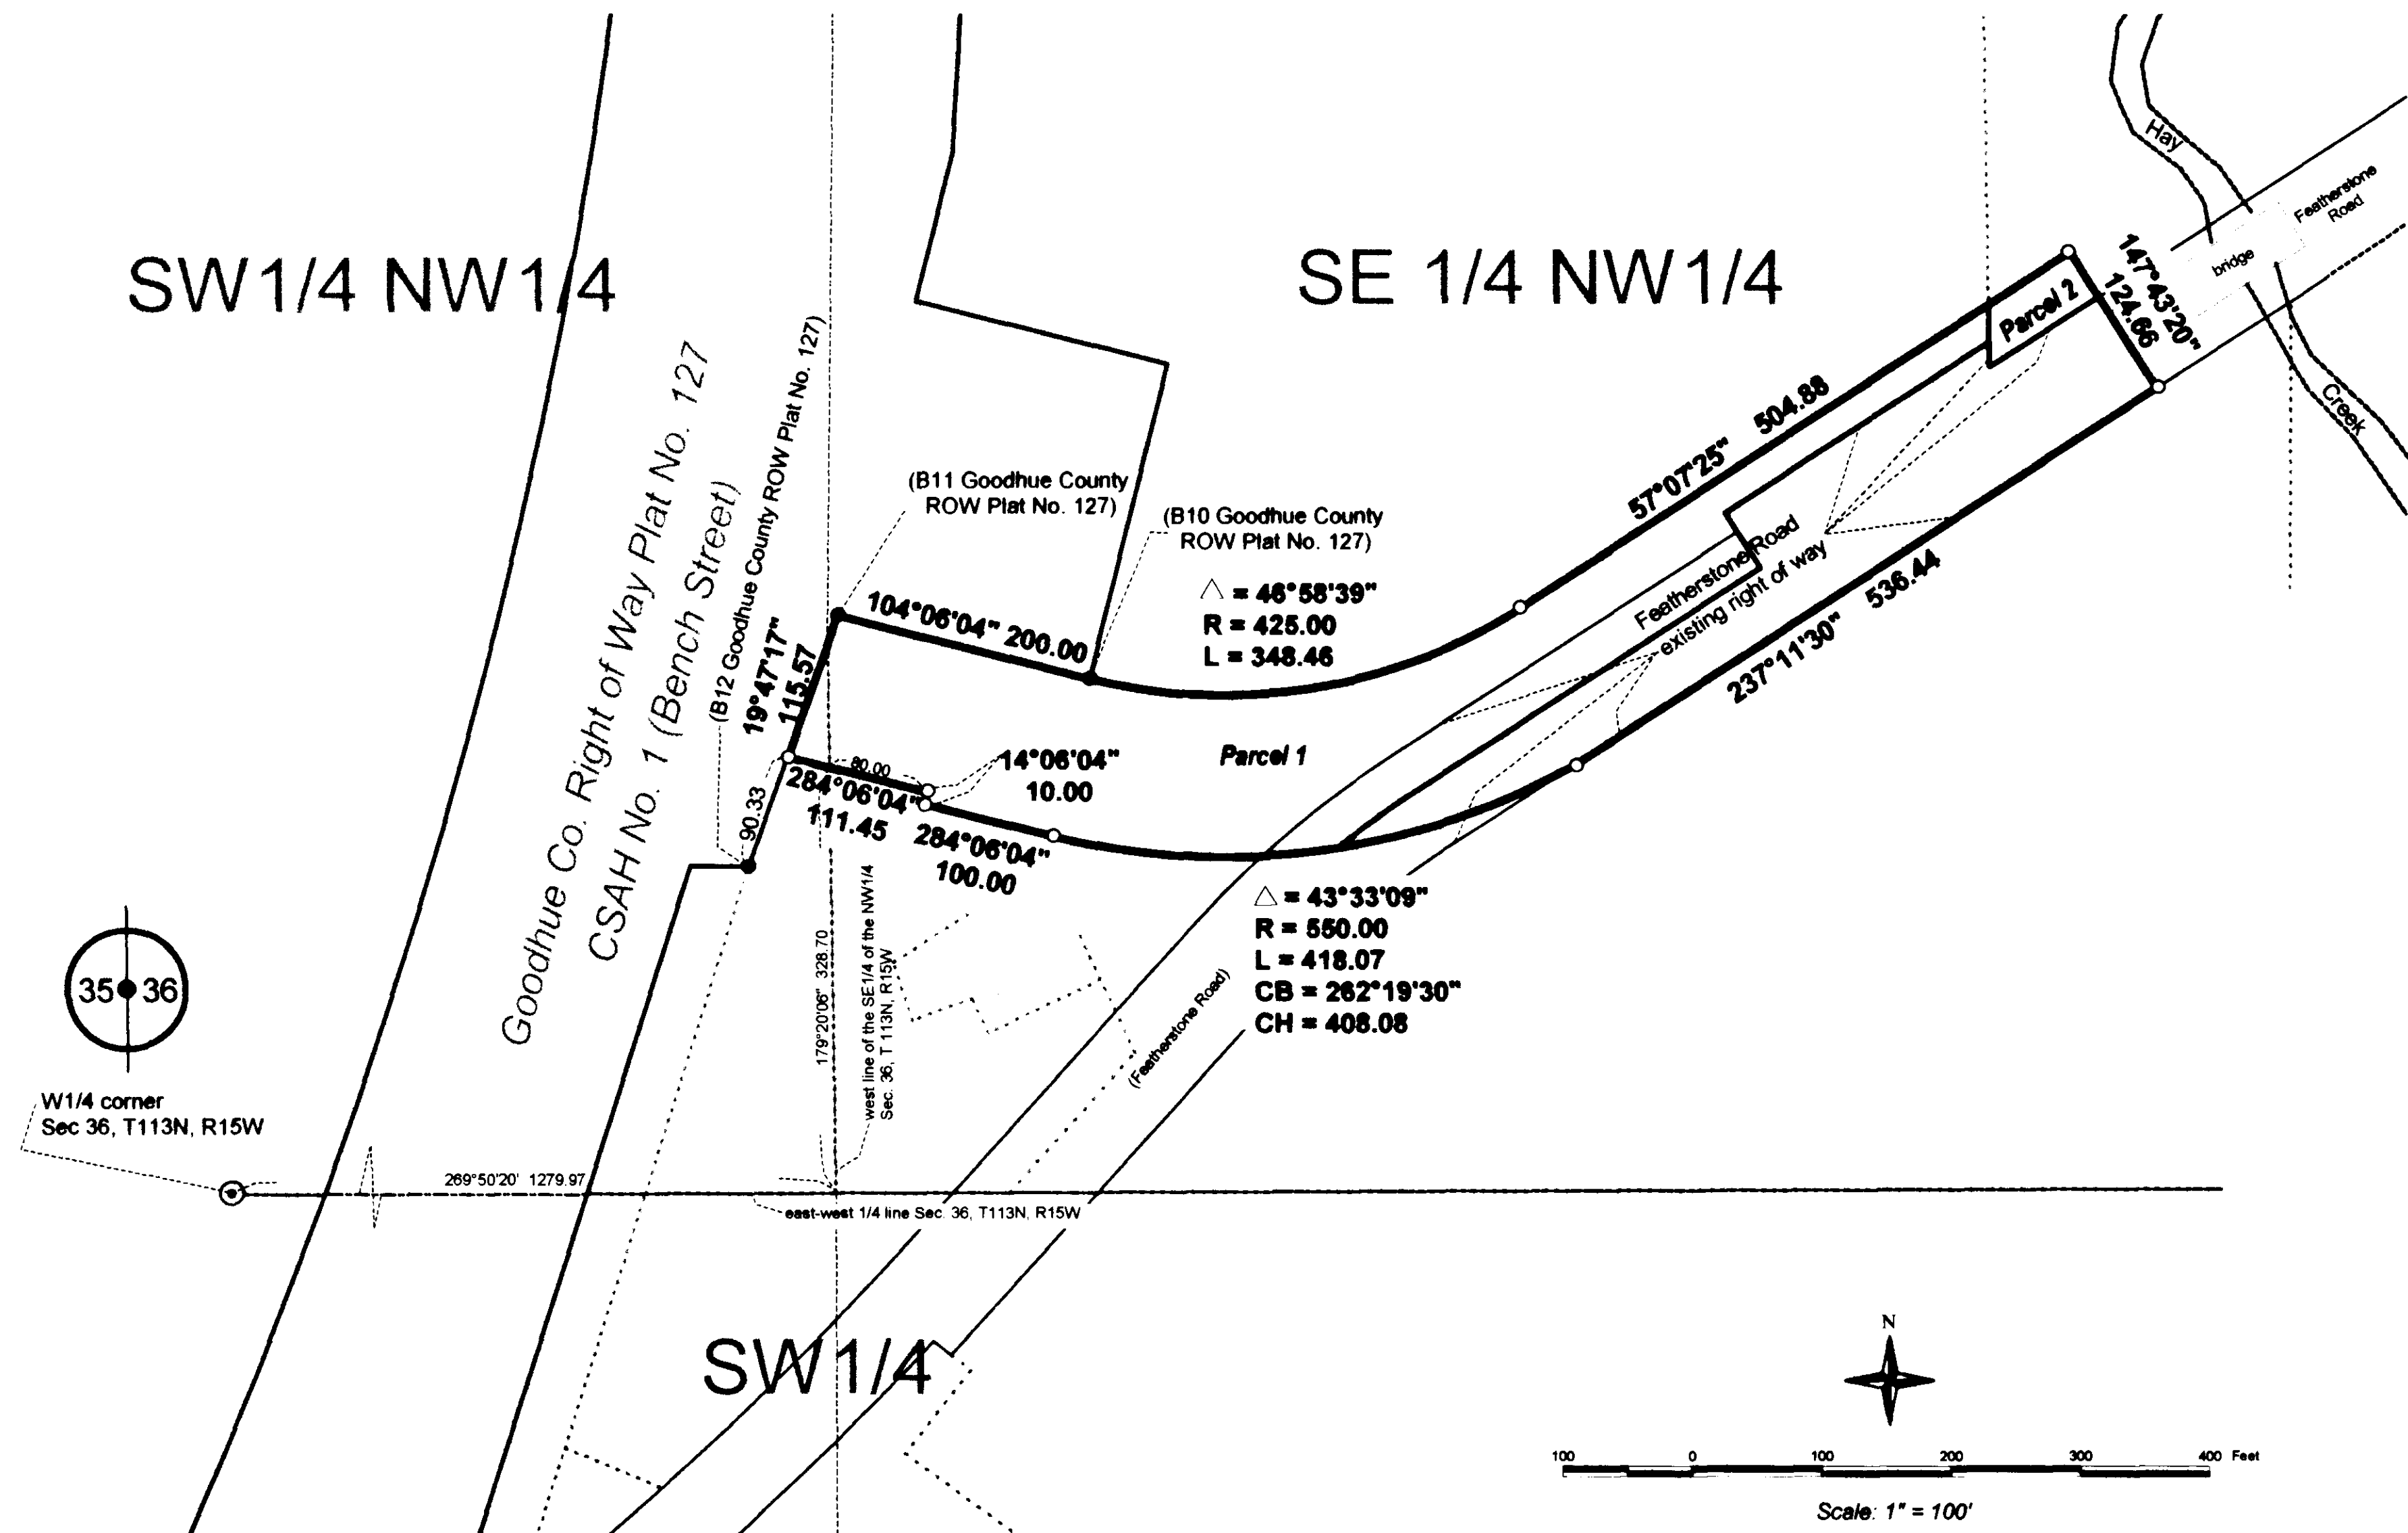 SW1/4 NW1/4
SE 1/4 NW1/4
Hay
Featherstone
Road
bridge
Creek
147°43'20"
124.66
Parcel 2
57°07'25" 504.88
Goodhue Co. Right of Way Plat No. 127
CSAH No. 1 (Bench Street)
(B12 Goodhue County ROW Plat No. 127)
(B11 Goodhue County
ROW Plat No. 127)
(B10 Goodhue County
ROW Plat No. 127)
104°06'04" 200.00
△ = 46°58'39"
R = 425.00
L = 348.46
19°47'17"
115.57
Featherstone Road
existing right of way
237°11'30" 536.44
Parcel 1
80.00
14°06'04"
10.00
284°06'04"
111.45
284°06'04"
100.00
90.33
△ = 43°33'09"
R = 550.00
L = 418.07
CB = 262°19'30"
CH = 408.08
179°20'06" 328.70
west line of the SE1/4 of the NW1/4
Sec. 36, T 113N, R15W
(Featherstone Road)
35 36
W1/4 corner
Sec 36, T113N, R15W
269°50'20' 1279.97
east-west 1/4 line Sec. 36, T113N, R15W
SW1/4
N
100 0 100 200 300 400 Feet
Scale: 1" = 100'